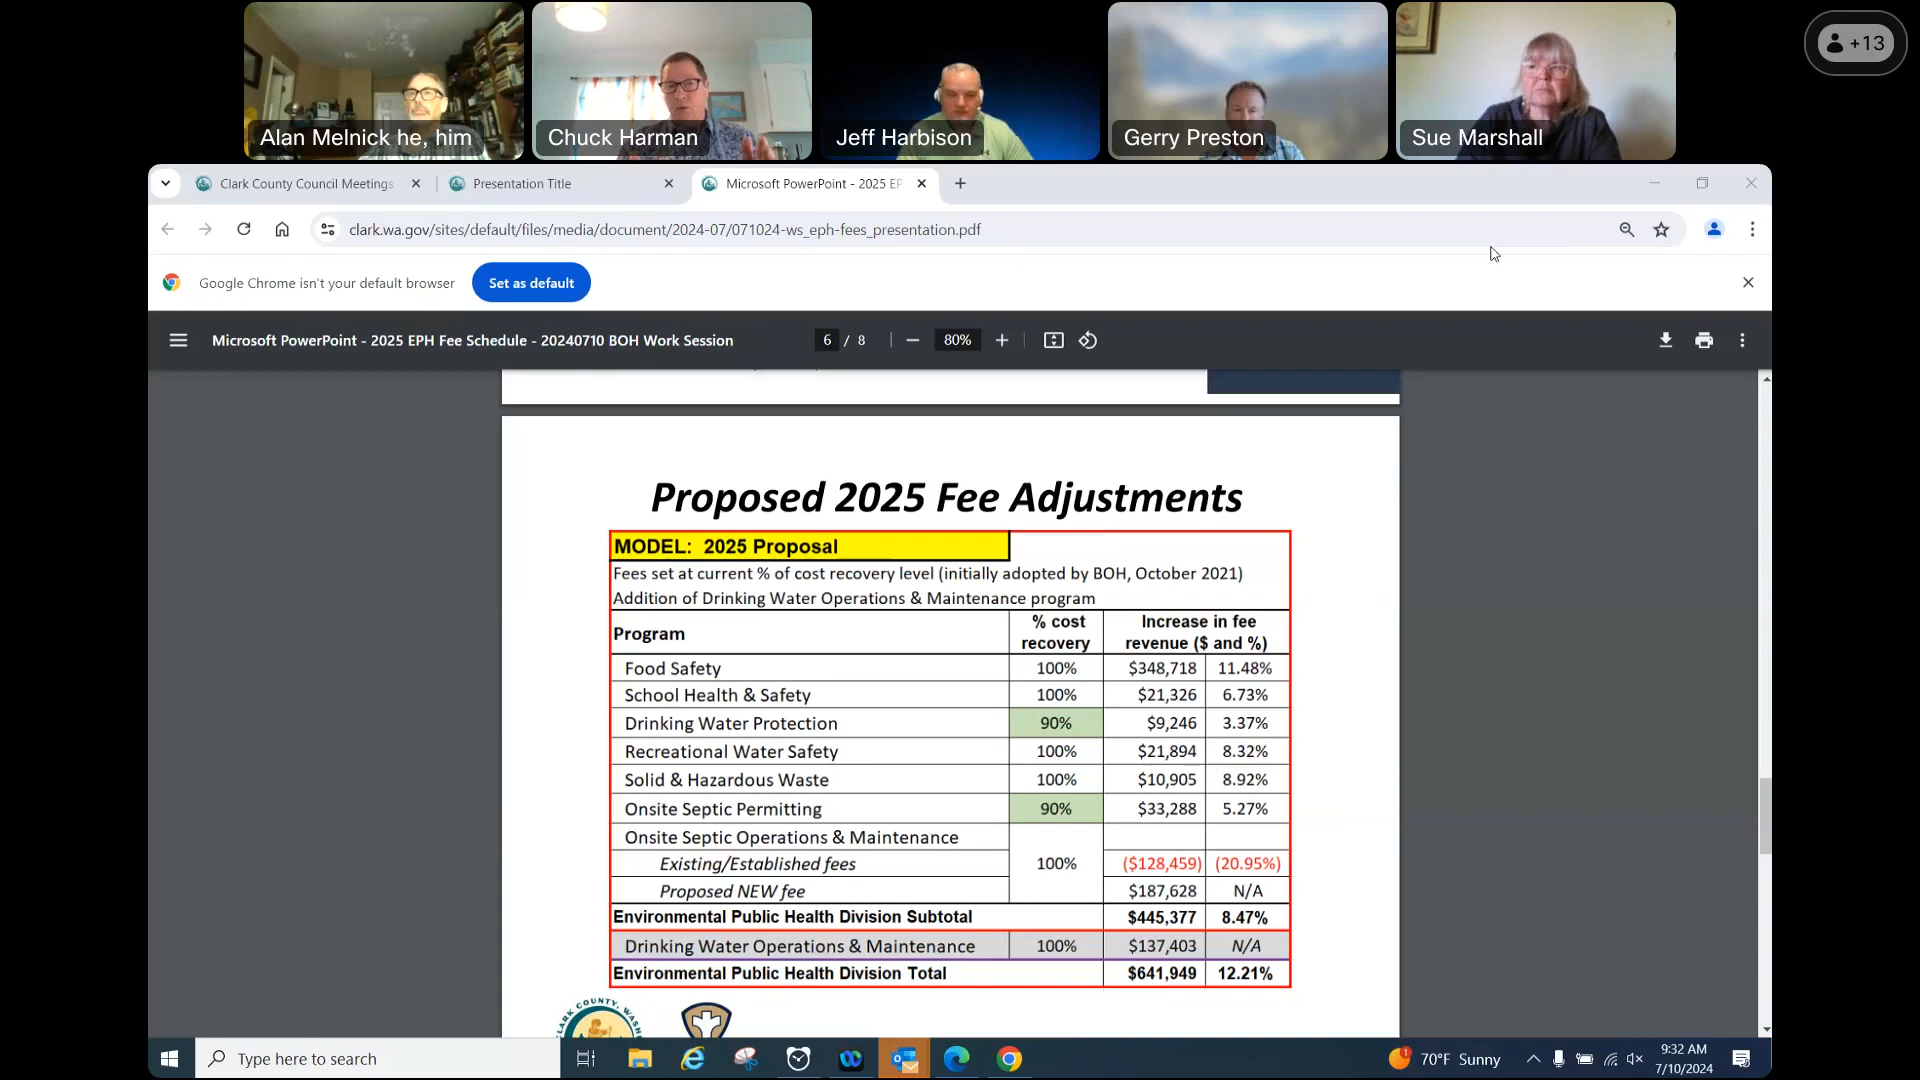 +13
Alan Melnick he, him
Chuck Harman
Jeff Harbison
Gerry Preston
Sue Marshall
Clark County Council Meetings
Presentation Title
Microsoft PowerPoint - 2025 EP
clark.wa.gov/sites/default/files/media/document/2024-07/071024-ws_eph-fees_presentation.pdf
Google Chrome isn't your default browser
Set as default
Microsoft PowerPoint - 2025 EPH Fee Schedule - 20240710 BOH Work Session
6 / 8
80%
Proposed 2025 Fee Adjustments
MODEL: 2025 Proposal
Fees set at current % of cost recovery level (initially adopted by BOH, October 2021)
Addition of Drinking Water Operations & Maintenance program
Program % cost recovery Increase in fee revenue ($ and %)
Food Safety 100% $348,718 11.48%
School Health & Safety 100% $21,326 6.73%
Drinking Water Protection 90% $9,246 3.37%
Recreational Water Safety 100% $21,894 8.32%
Solid & Hazardous Waste 100% $10,905 8.92%
Onsite Septic Permitting 90% $33,288 5.27%
Onsite Septic Operations & Maintenance
Existing/Established fees 100% ($128,459) (20.95%)
Proposed NEW fee $187,628 N/A
Environmental Public Health Division Subtotal $445,377 8.47%
Drinking Water Operations & Maintenance 100% $137,403 N/A
Environmental Public Health Division Total $641,949 12.21%
CLARK COUNTY, WASH
Type here to search
70°F Sunny
9:32 AM
7/10/2024